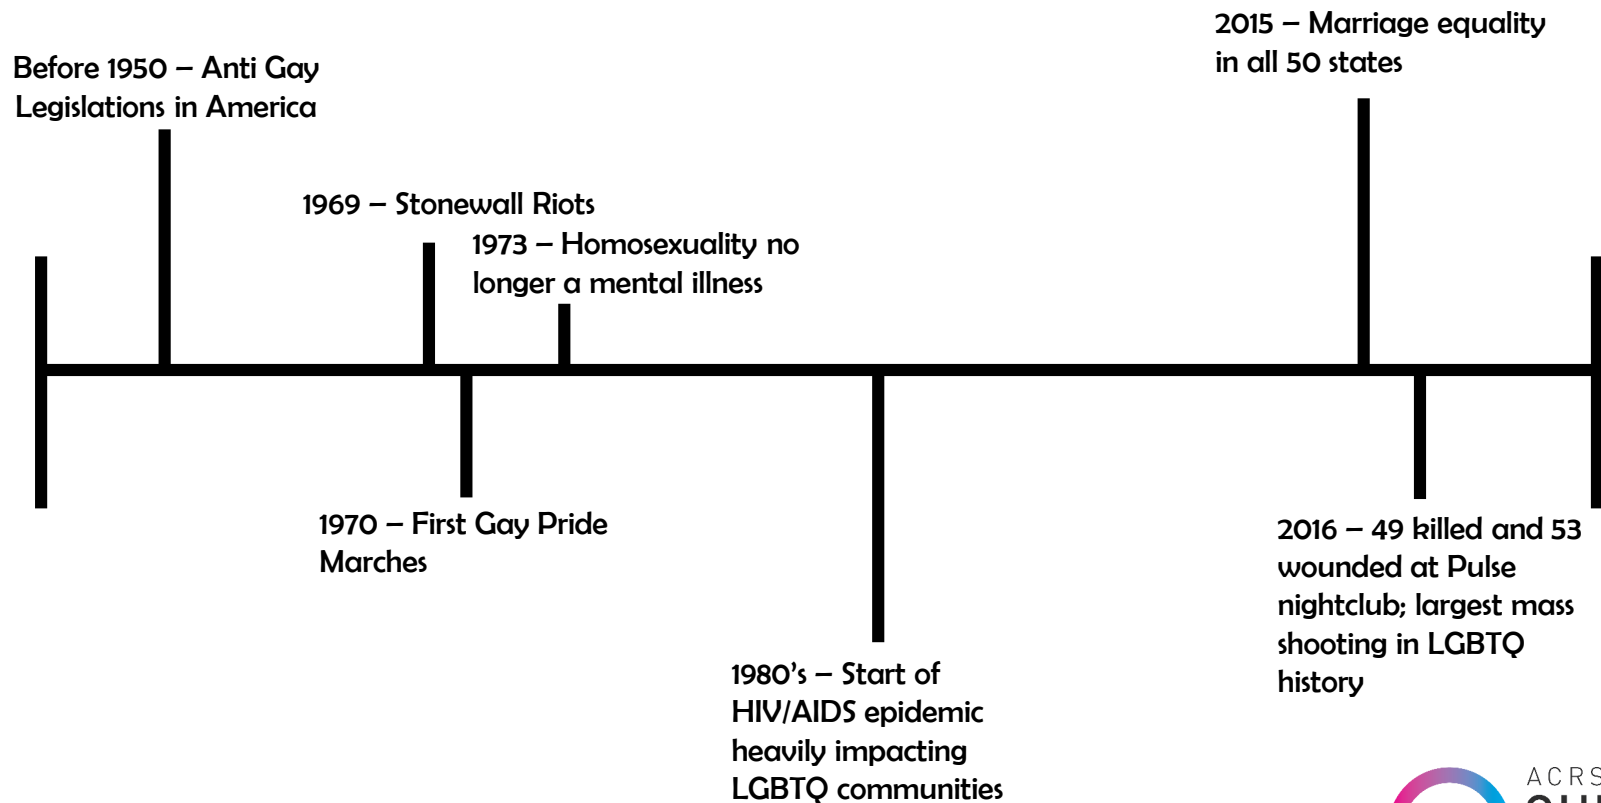 Before 1950 – Anti Gay
Legislations in America
1969 – Stonewall Riots
1973 – Homosexuality no
longer a mental illness
2015 – Marriage equality
in all 50 states
1970 – First Gay Pride
Marches
1980’s – Start of
HIV/AIDS epidemic
heavily impacting
LGBTQ communities
2016 – 49 killed and 53
wounded at Pulse
nightclub; largest mass
shooting in LGBTQ
history
ACRS